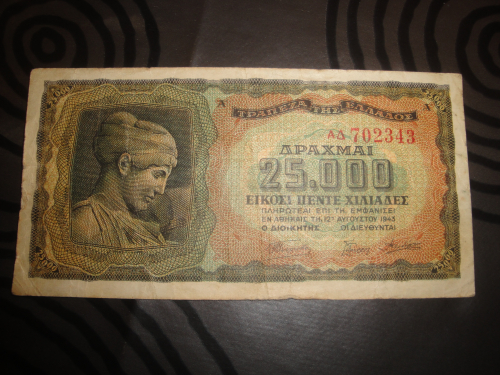 ΤΡΑΠΕΖΑ ΤΗΣ ΕΛΛΑΔΟΣ
ΑΔ 702343
ΔΡΑΧΜΑΙ
25.000
ΕΙΚΟΣΙ ΠΕΝΤΕ ΧΙΛΙΑΔΕΣ
ΠΛΗΡΩΤΕΑΙ ΕΠΙ ΤΗ ΕΜΦΑΝΙΣΕΙ
ΕΝ ΑΘΗΝΑΙΣ ΤΗ 12ῃ ΑΥΓΟΥΣΤΟΥ 1943
Ο ΔΙΟΙΚΗΤΗΣ ΟΙ ΔΙΕΥΘΥΝΤΑΙ